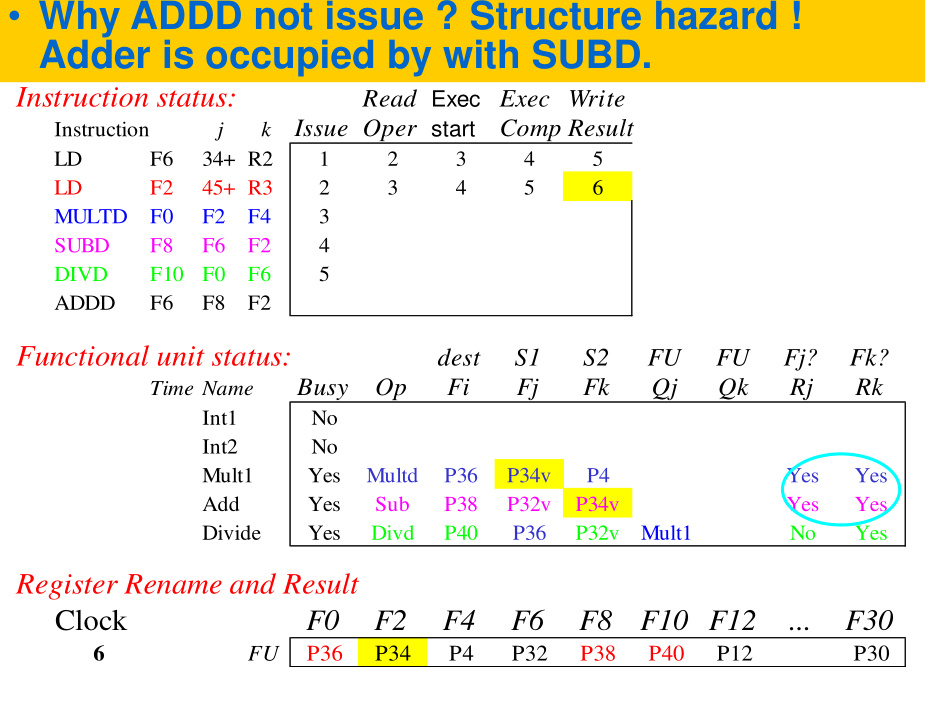 • Why ADDD not issue ? Structure hazard !
Adder is occupied by with SUBD.
Instruction status: Read Exec Exec Write
Instruction j k Issue Oper start Comp Result
LD F6 34+ R2 1 2 3 4 5
LD F2 45+ R3 2 3 4 5 6
MULTD F0 F2 F4 3
SUBD F8 F6 F2 4
DIVD F10 F0 F6 5
ADDD F6 F8 F2
Functional unit status: dest S1 S2 FU FU Fj? Fk?
Time Name Busy Op Fi Fj Fk Qj Qk Rj Rk
Int1 No
Int2 No
Mult1 Yes Multd P36 P34v P4 Yes Yes
Add Yes Sub P38 P32v P34v Yes Yes
Divide Yes Divd P40 P36 P32v Mult1 No Yes
Register Rename and Result
Clock F0 F2 F4 F6 F8 F10 F12 ... F30
6 FU P36 P34 P4 P32 P38 P40 P12 P30